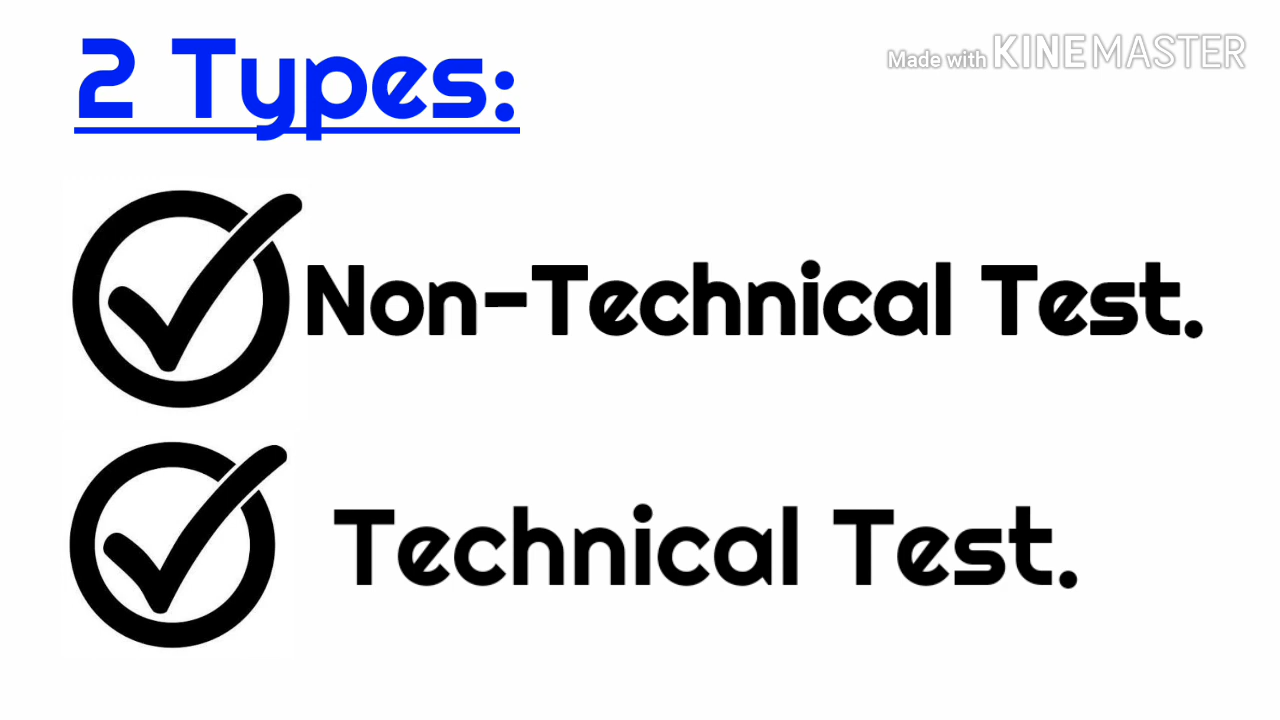 2 Types:
Made with KINEMASTER
Non-Technical Test.
Technical Test.